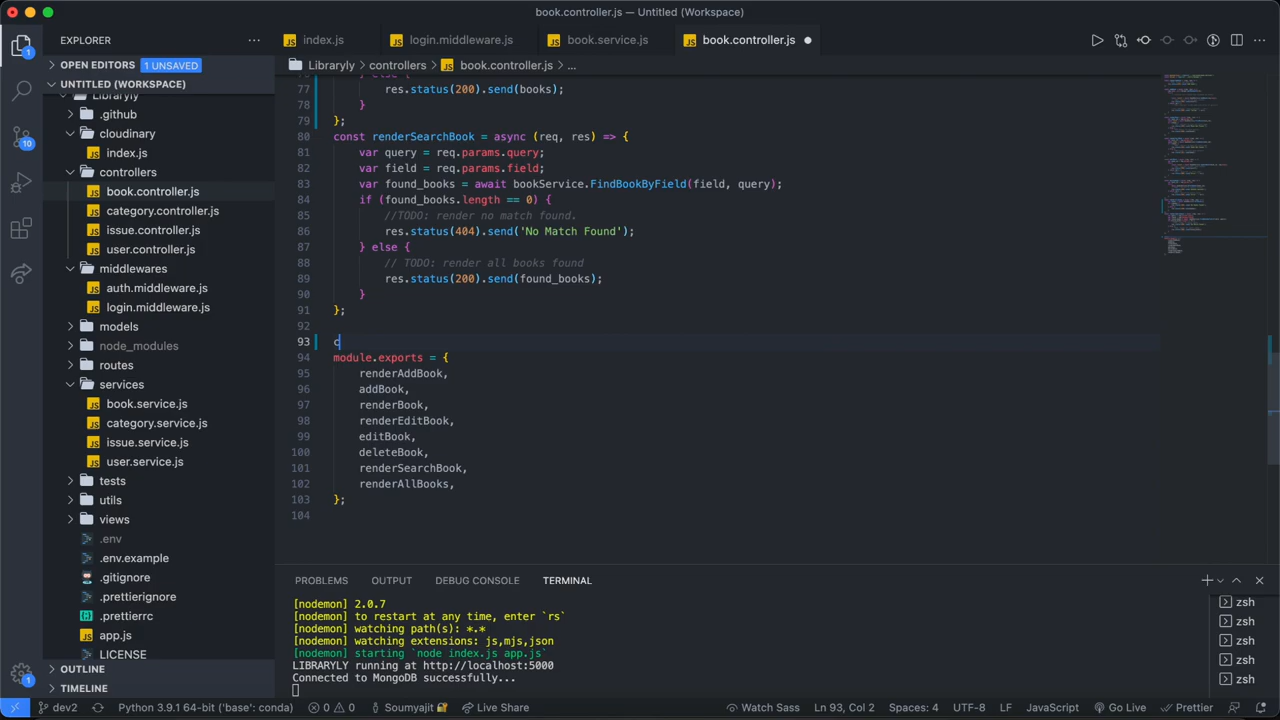 book.controller.js — Untitled (Workspace)
EXPLORER
index.js
login.middleware.js
book.service.js
book.controller.js
OPEN EDITORS 1 UNSAVED
Libraryly > controllers > book.controller.js > ...
UNTITLED (WORKSPACE)
Libraryly
.github
cloudinary
index.js
controllers
book.controller.js
category.controller.js
issue.controller.js
user.controller.js
middlewares
auth.middleware.js
login.middleware.js
models
node_modules
routes
services
book.service.js
category.service.js
issue.service.js
user.service.js
tests
utils
views
.env
.env.example
.gitignore
.prettierignore
.prettierrc
app.js
LICENSE
OUTLINE
TIMELINE
1
10
1
76 } else {
77 res.status(200).send(books);
78 }
79 };
80 const renderSearchBook = async (req, res) => {
81 var query = req.params.query;
82 var field = req.params.field;
83 var found_books = await bookService.FindBookByField(field, query);
84 if (found_books.length == 0) {
85 //TODO: render no match found.
86 res.status(404).send('No Match Found');
87 } else {
88 // TODO: render all books found
89 res.status(200).send(found_books);
90 }
91 };
92
93 c
94 module.exports = {
95 renderAddBook,
96 addBook,
97 renderBook,
98 renderEditBook,
99 editBook,
100 deleteBook,
101 renderSearchBook,
102 renderAllBooks,
103 };
104
PROBLEMS OUTPUT DEBUG CONSOLE TERMINAL
[nodemon] 2.0.7
[nodemon] to restart at any time, enter `rs`
[nodemon] watching path(s): *.*
[nodemon] watching extensions: js,mjs,json
[nodemon] starting `node index.js app.js`
LIBRARYLY running at http://localhost:5000
Connected to MongoDB successfully...
zsh
zsh
zsh
zsh
zsh
dev2 Python 3.9.1 64-bit ('base': conda) 0 0 Soumyajit Live Share Watch Sass Ln 93, Col 2 Spaces: 4 UTF-8 LF JavaScript Go Live Prettier